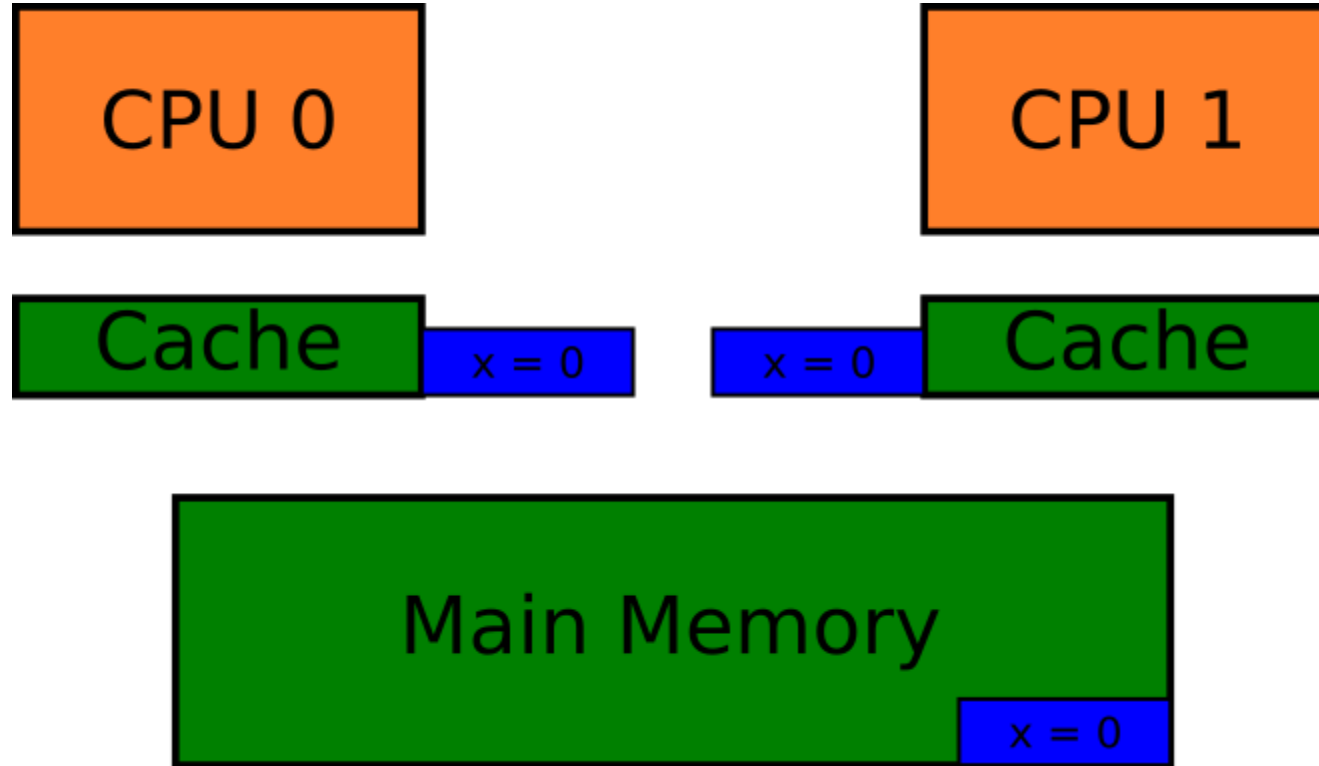 CPU 0
CPU 1
Cache
x = 0
x = 0
Cache
Main Memory
x = 0